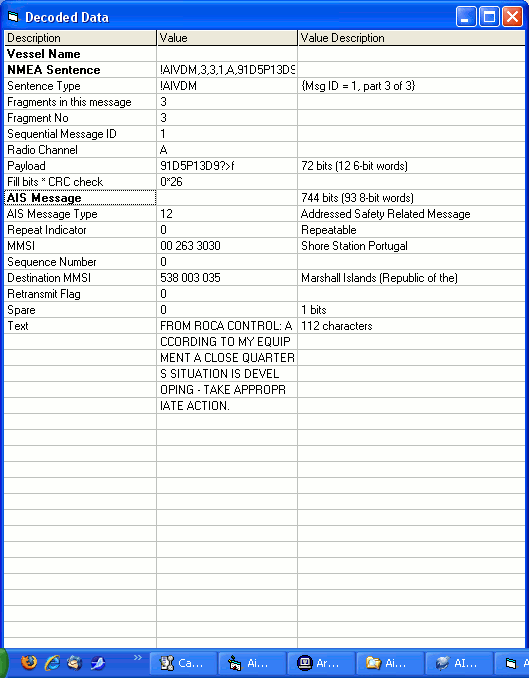 Decoded Data
Description Value Value Description
Vessel Name
NMEA Sentence !AIVDM,3,3,1,A,91D5P13D9
Sentence Type !AIVDM {Msg ID = 1, part 3 of 3}
Fragments in this message 3
Fragment No 3
Sequential Message ID 1
Radio Channel A
Payload 91D5P13D9?>f 72 bits (12 6-bit words)
Fill bits * CRC check 0*26
AIS Message 744 bits (93 8-bit words)
AIS Message Type 12 Addressed Safety Related Message
Repeat Indicator 0 Repeatable
MMSI 00 263 3030 Shore Station Portugal
Sequence Number 0
Destination MMSI 538 003 035 Marshall Islands (Republic of the)
Retransmit Flag 0
Spare 0 1 bits
Text FROM ROCA CONTROL: A 112 characters
CCORDING TO MY EQUIP
MENT A CLOSE QUARTER
S SITUATION IS DEVEL
OPING - TAKE APPROPR
IATE ACTION.
Ca... Ai... Ar... Ai... AI... A